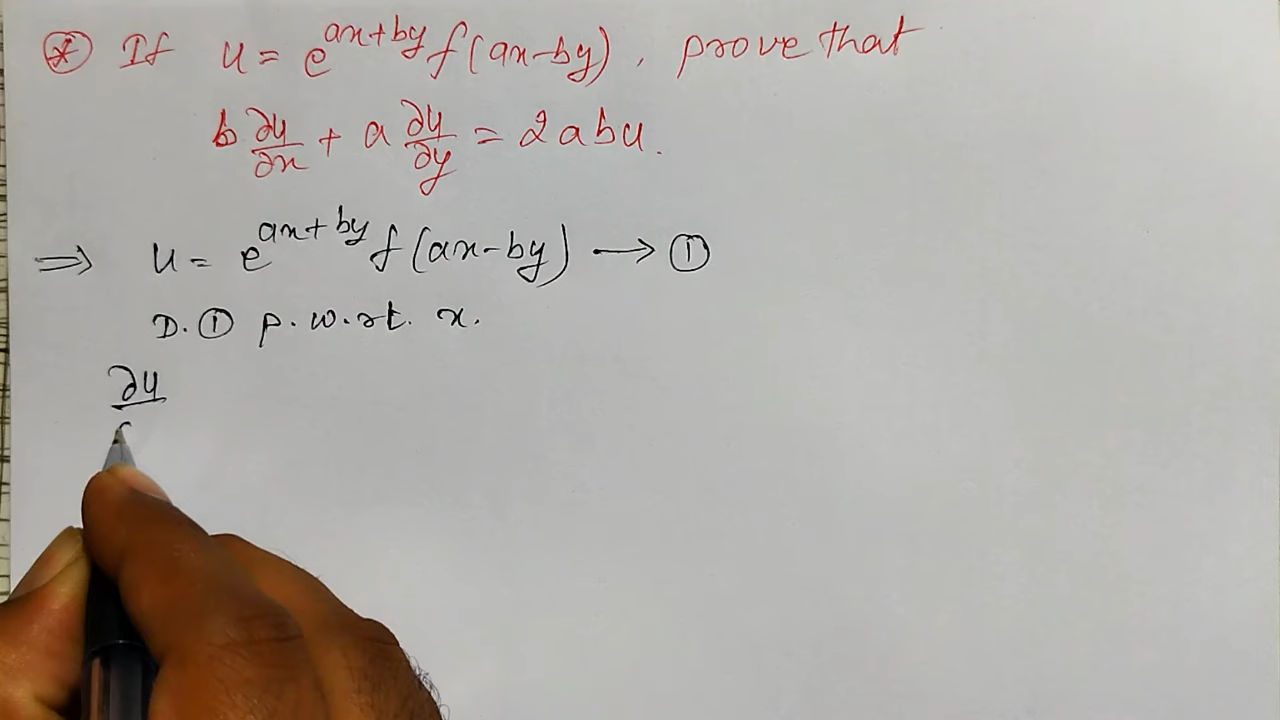 ⊛ If u = e^{ax+by} f(ax-by), prove that
b ∂u/∂x + a ∂u/∂y = 2abu.
⇒ u = e^{ax+by} f(ax-by) → ①
D. ① p. w.r.t. x.
∂u